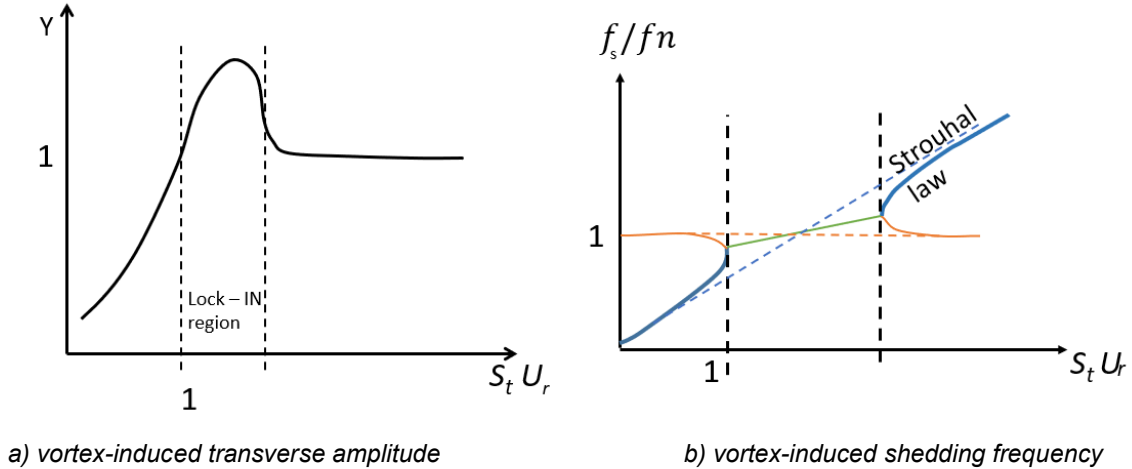 Y
1
Lock – IN
region
1
S_t U_r
a) vortex-induced transverse amplitude
f_s/fn
Strouhal
law
1
1
S_t U_r
b) vortex-induced shedding frequency